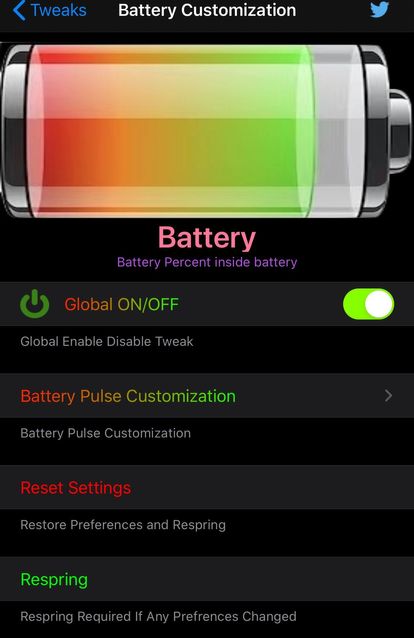 Tweaks
Battery Customization
Battery
Battery Percent inside battery
Global ON/OFF
Global Enable Disable Tweak
Battery Pulse Customization
Battery Pulse Customization
Reset Settings
Restore Preferences and Respring
Respring
Respring Required If Any Prefrences Changed